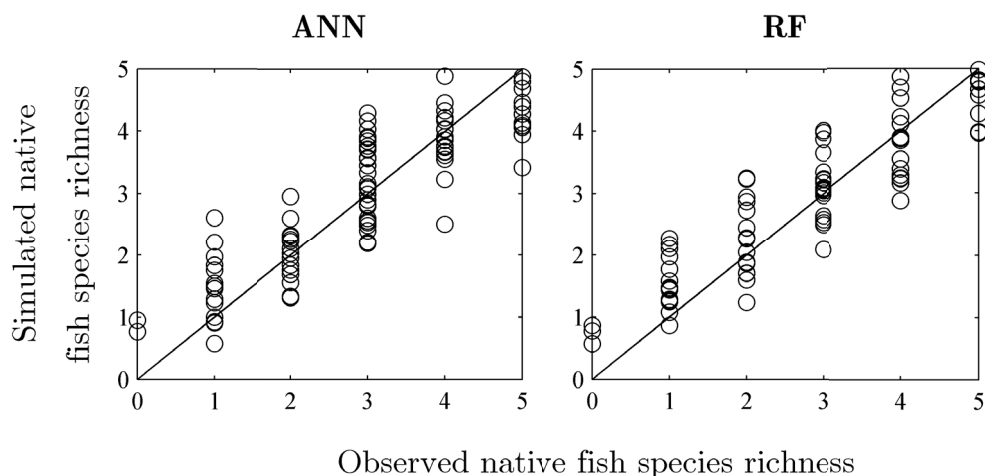 ANN
RF
Simulated native
fish species richness
5
4
3
2
1
0
0 1 2 3 4 5
5
4
3
2
1
0
0 1 2 3 4 5
Observed native fish species richness